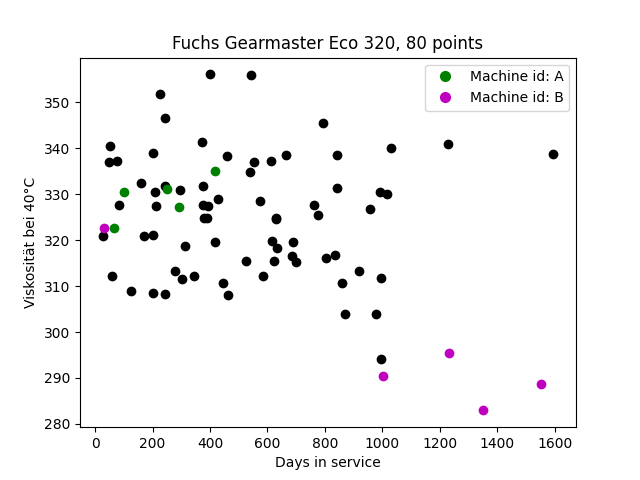 Fuchs Gearmaster Eco 320, 80 points
Machine id: A
Machine id: B
Viskosität bei 40°C
350
340
330
320
310
300
290
280
0 200 400 600 800 1000 1200 1400 1600
Days in service